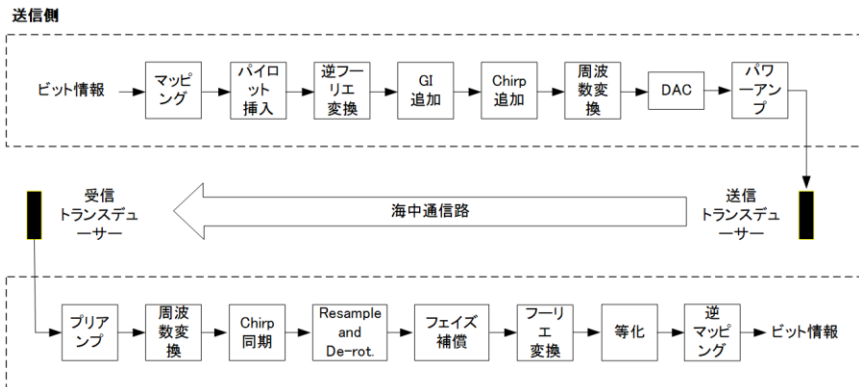 送信側
ビット情報
マッピ
ング
パイロ
ット
挿入
逆フー
リエ
変換
GI
追加
Chirp
追加
周波
数変
換
DAC
パワ
ーアン
プ
受信
トランスデュ
ーサー
海中通信路
送信
トランスデュ
ーサー
プリア
ンプ
周波
数変
換
Chirp
同期
Resample
and
De-rot.
フェイズ
補償
フーリ
エ
変換
等化
逆
マッピ
ング
ビット情報